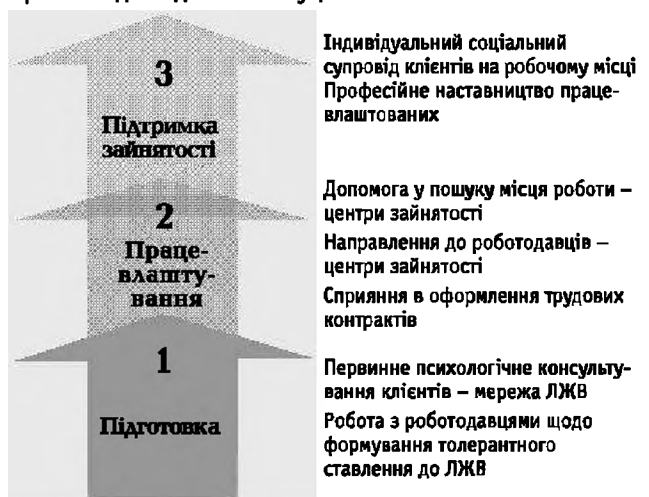 3
Підтримка
зайнятості
Індивідуальний соціальний
супровід клієнтів на робочому місці
Професійне наставництво праце-
влаштованих
2
Праце-
влашту-
вання
Допомога у пошуку місця роботи –
центри зайнятості
Направлення до роботодавців –
центри зайнятості
Сприяння в оформлення трудових
контрактів
1
Підготовка
Первинне психологічне консульту-
вання клієнтів – мережа ЛЖВ
Робота з роботодавцями щодо
формування толерантного
ставлення до ЛЖВ